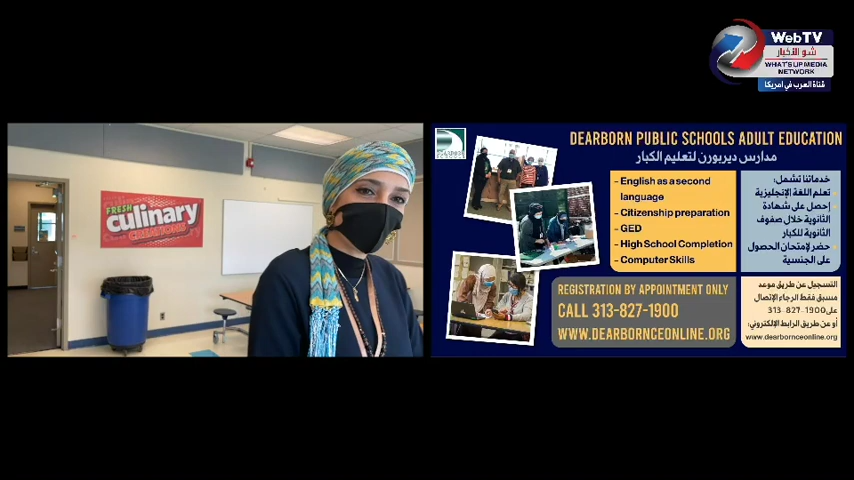 WebTV
شو الأخبار
WHAT'S UP MEDIA
NETWORK
قناة العرب في امريكا
FRESH
culinary
CREATIONS
DEARBORN PUBLIC SCHOOLS ADULT EDUCATION
مدارس ديربورن لتعليم الكبار
- English as a second
language
- Citizenship preparation
- GED
- High School Completion
- Computer Skills
خدماتنا تشمل:
تعلم اللغة الإنجليزية
إحصل على شهادة
الثانوية خلال صفوف
الثانوية للكبار
حضر لإمتحان الحصول
على الجنسية
REGISTRATION BY APPOINTMENT ONLY
CALL 313-827-1900
WWW.DEARBORNCEONLINE.ORG
التسجيل عن طريق موعد
مسبق فقط الرجاء الإتصال
على 1900-827-313
أو عن طريق الرابط الإلكتروني:
www.dearbornceonline.org